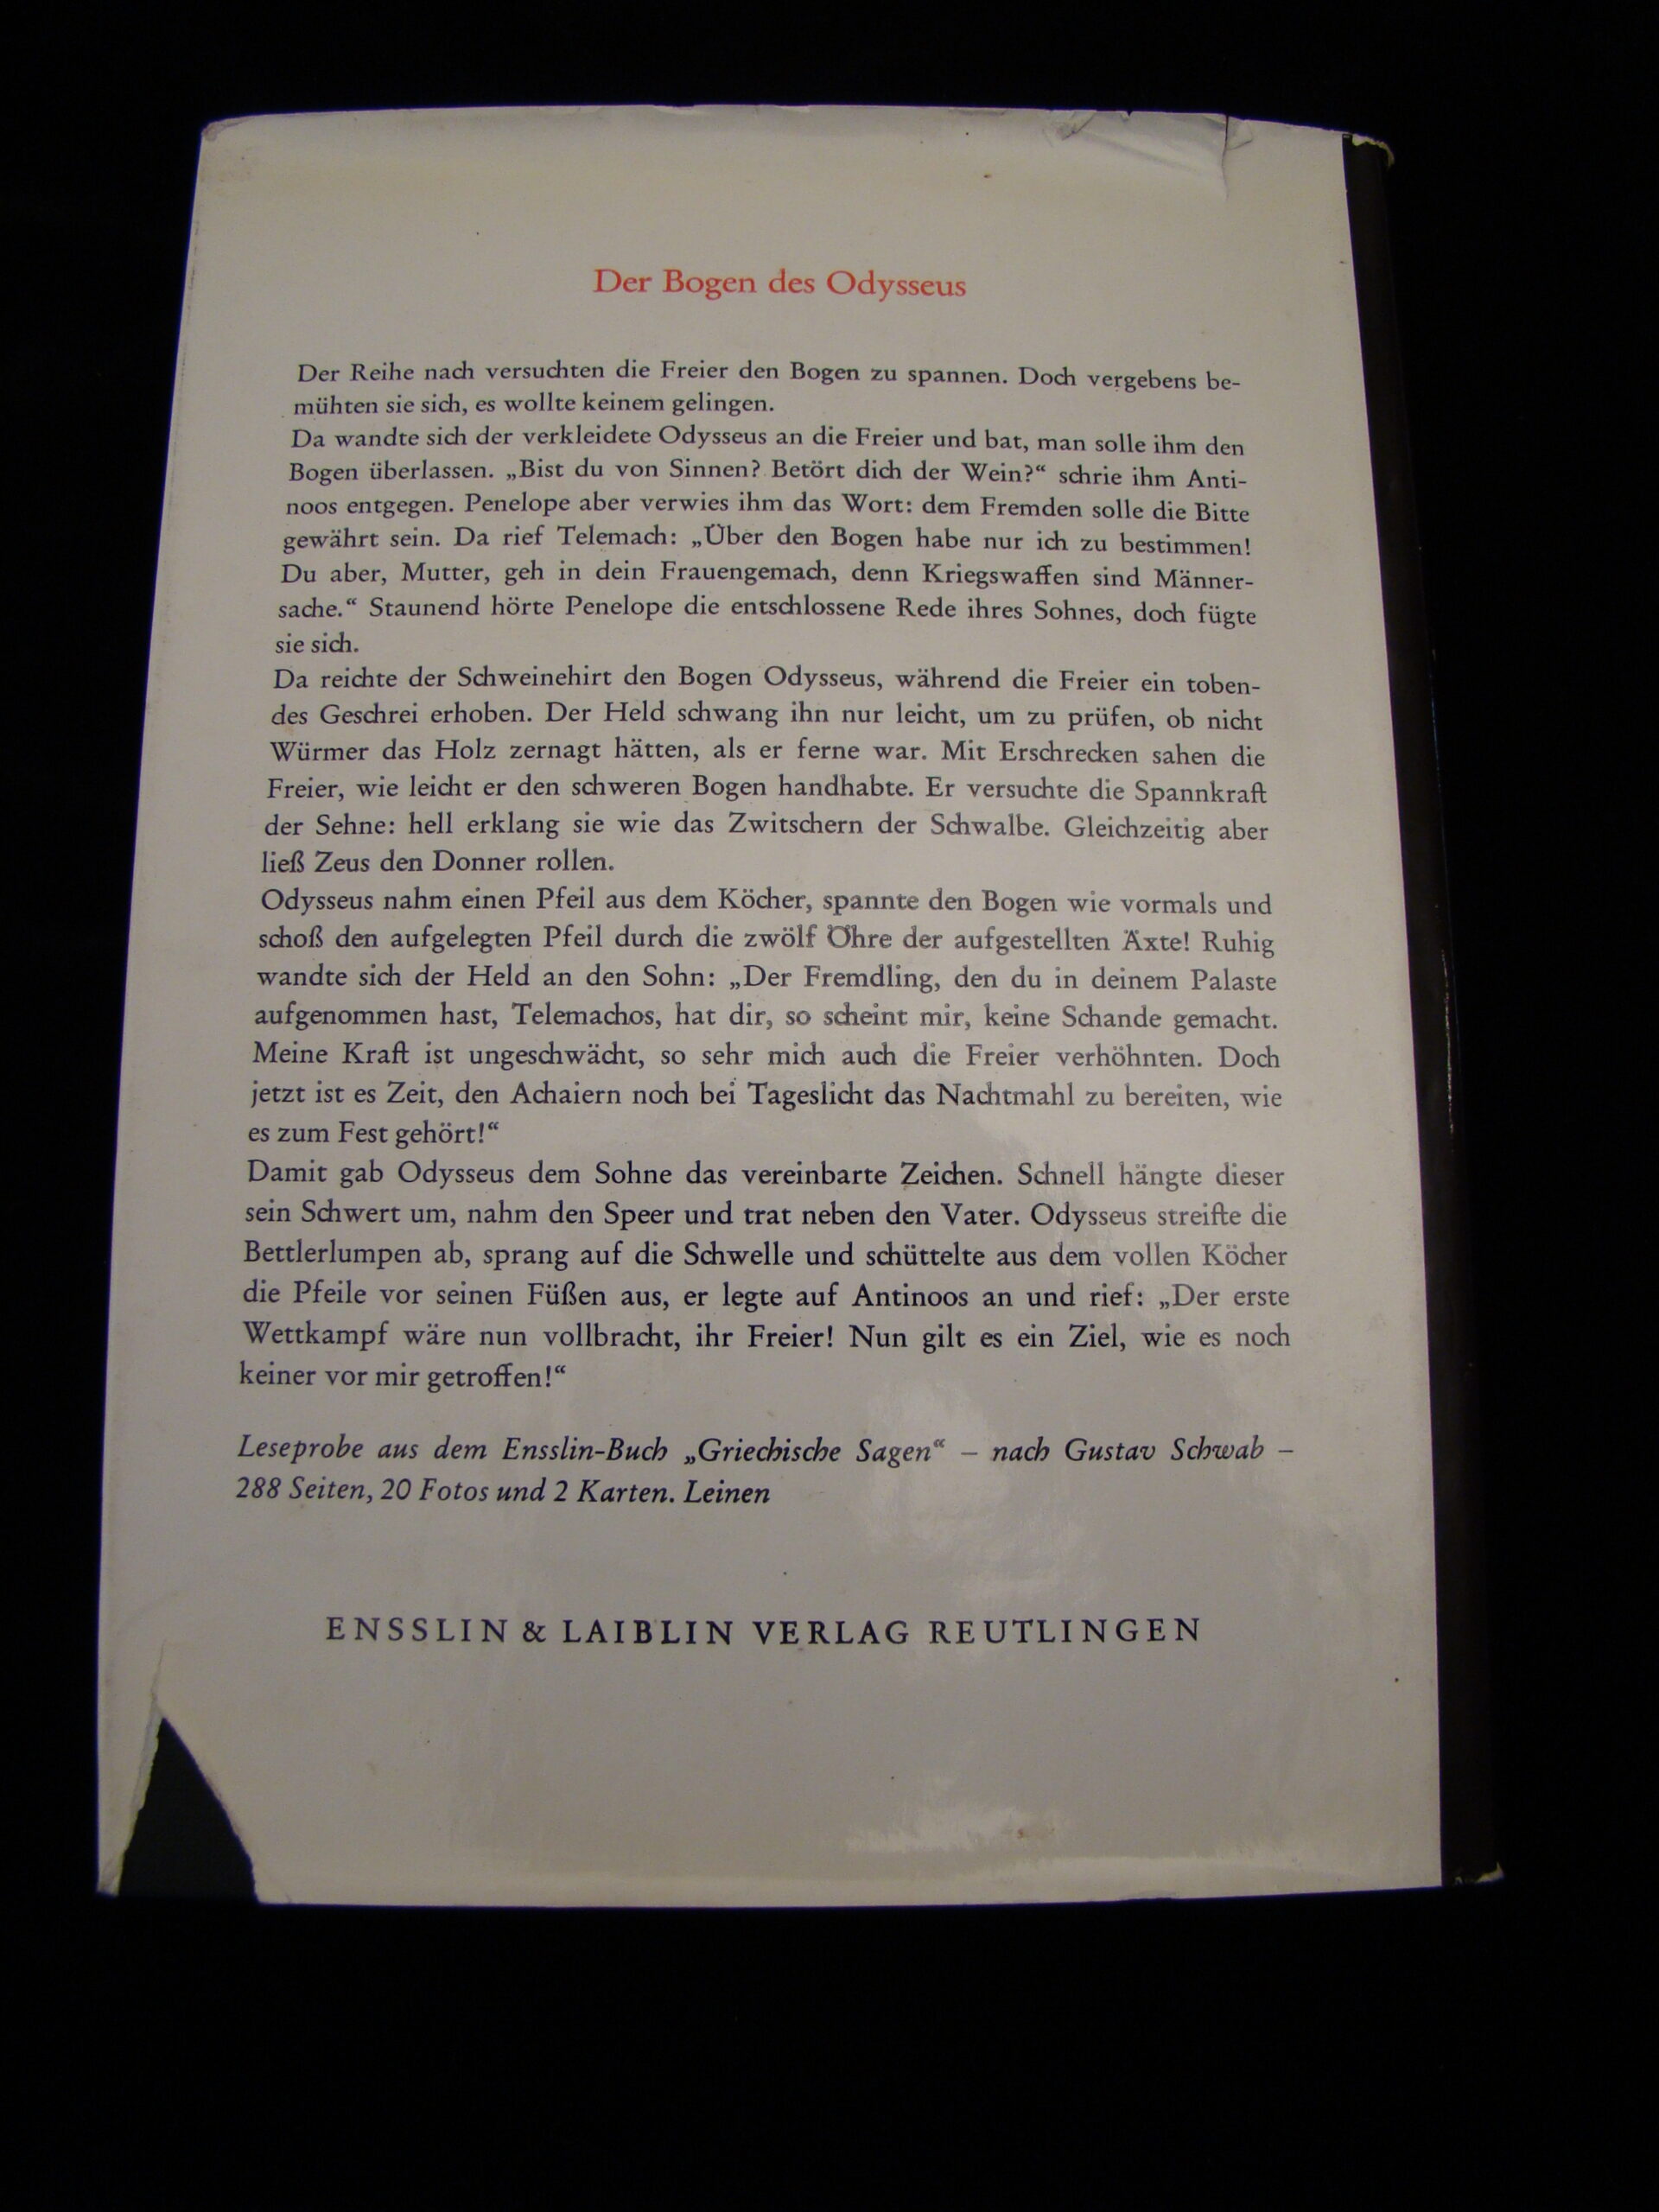 Der Bogen des Odysseus
Der Reihe nach versuchten die Freier den Bogen zu spannen. Doch vergebens be-
mühten sie sich, es wollte keinem gelingen.
Da wandte sich der verkleidete Odysseus an die Freier und bat, man solle ihm den
Bogen überlassen. „Bist du von Sinnen? Betört dich der Wein?“ schrie ihm Anti-
noos entgegen. Penelope aber verwies ihm das Wort: dem Fremden solle die Bitte
gewährt sein. Da rief Telemach: „Über den Bogen habe nur ich zu bestimmen!
Du aber, Mutter, geh in dein Frauengemach, denn Kriegswaffen sind Männer-
sache.“ Staunend hörte Penelope die entschlossene Rede ihres Sohnes, doch fügte
sie sich.
Da reichte der Schweinehirt den Bogen Odysseus, während die Freier ein toben-
des Geschrei erhoben. Der Held schwang ihn nur leicht, um zu prüfen, ob nicht
Würmer das Holz zernagt hätten, als er ferne war. Mit Erschrecken sahen die
Freier, wie leicht er den schweren Bogen handhabte. Er versuchte die Spannkraft
der Sehne: hell erklang sie wie das Zwitschern der Schwalbe. Gleichzeitig aber
ließ Zeus den Donner rollen.
Odysseus nahm einen Pfeil aus dem Köcher, spannte den Bogen wie vormals und
schoß den aufgelegten Pfeil durch die zwölf Öhre der aufgestellten Äxte! Ruhig
wandte sich der Held an den Sohn: „Der Fremdling, den du in deinem Palaste
aufgenommen hast, Telemachos, hat dir, so scheint mir, keine Schande gemacht.
Meine Kraft ist ungeschwächt, so sehr mich auch die Freier verhöhnten. Doch
jetzt ist es Zeit, den Achaiern noch bei Tageslicht das Nachtmahl zu bereiten, wie
es zum Fest gehört!“
Damit gab Odysseus dem Sohne das vereinbarte Zeichen. Schnell hängte dieser
sein Schwert um, nahm den Speer und trat neben den Vater. Odysseus streifte die
Bettlerlumpen ab, sprang auf die Schwelle und schüttelte aus dem vollen Köcher
die Pfeile vor seinen Füßen aus, er legte auf Antinoos an und rief: „Der erste
Wettkampf wäre nun vollbracht, ihr Freier! Nun gilt es ein Ziel, wie es noch
keiner vor mir getroffen!“
Leseprobe aus dem Ensslin-Buch „Griechische Sagen“ – nach Gustav Schwab –
288 Seiten, 20 Fotos und 2 Karten. Leinen
ENSSLIN & LAIBLIN VERLAG REUTLINGEN